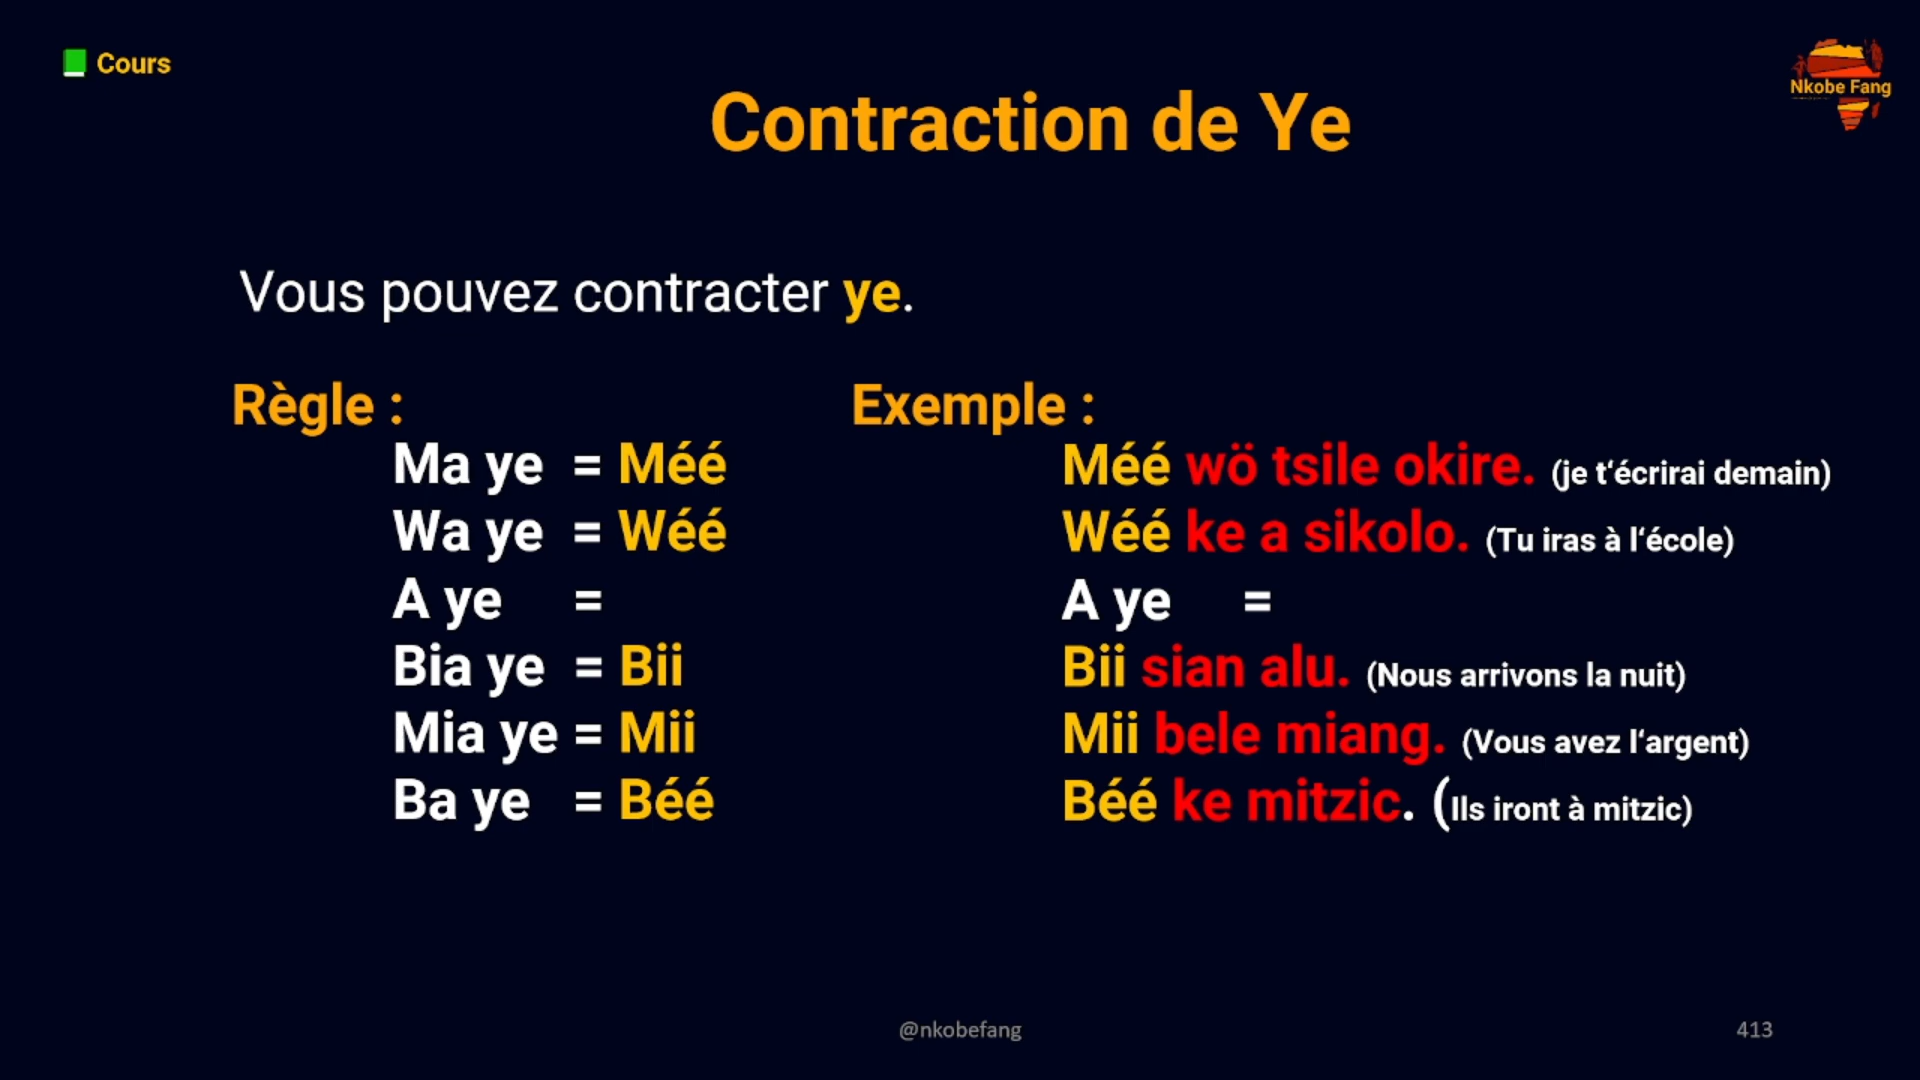 📗 Cours
Nkobe Fang
Contraction de Ye
Vous pouvez contracter ye.
Règle :
Ma ye = Méé
Wa ye = Wéé
A ye =
Bia ye = Bii
Mia ye = Mii
Ba ye = Béé
Exemple :
Méé wö tsile okire. (je t‘écrirai demain)
Wéé ke a sikolo. (Tu iras à l‘école)
A ye =
Bii sian alu. (Nous arrivons la nuit)
Mii bele miang. (Vous avez l‘argent)
Béé ke mitzic. (Ils iront à mitzic)
@nkobefang
413